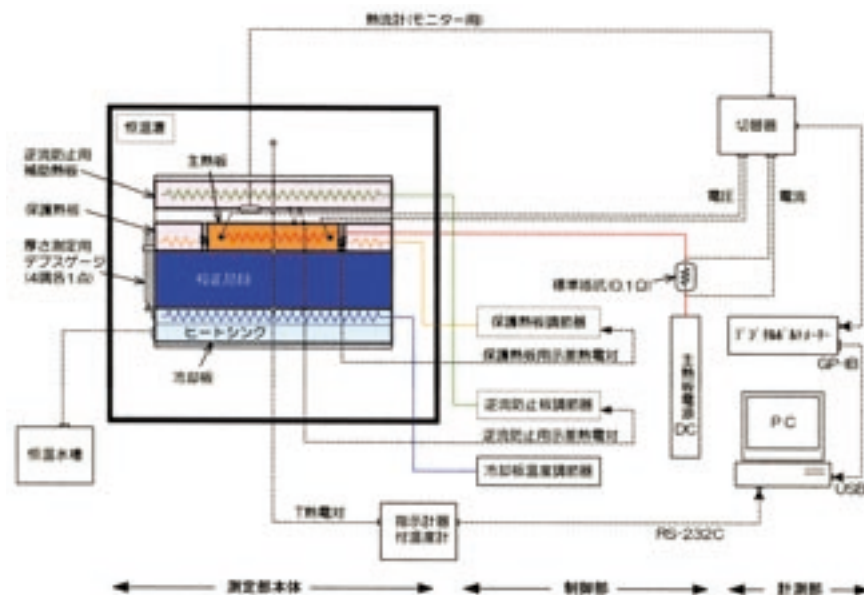 熱流計(モニター用)
恒温槽
切替器
逆流防止用
補助熱板
主熱板
保護熱板
電圧
電流
厚さ測定用
デプスゲージ
(4隅各1点)
標準抵抗(0.1Ω)
ヒートシンク
保護熱板調節器
保護熱板用示差熱電対
冷却板
主熱板電源DC
GP-IB
逆流防止板調節器
逆流防止用示差熱電対
PC
恒温水槽
冷却板温度調節器
USB
T熱電対
指示計器
付温度計
RS-232C
測定部本体
制御部
計測部